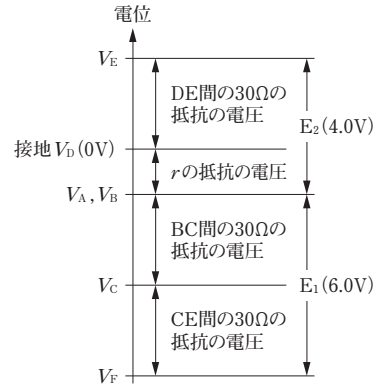 電位
V_E
DE間の30Ωの
抵抗の電圧
E₂(4.0V)
接地 V_D(0V)
rの抵抗の電圧
V_A , V_B
BC間の30Ωの
抵抗の電圧
V_C
E₁(6.0V)
CE間の30Ωの
抵抗の電圧
V_F